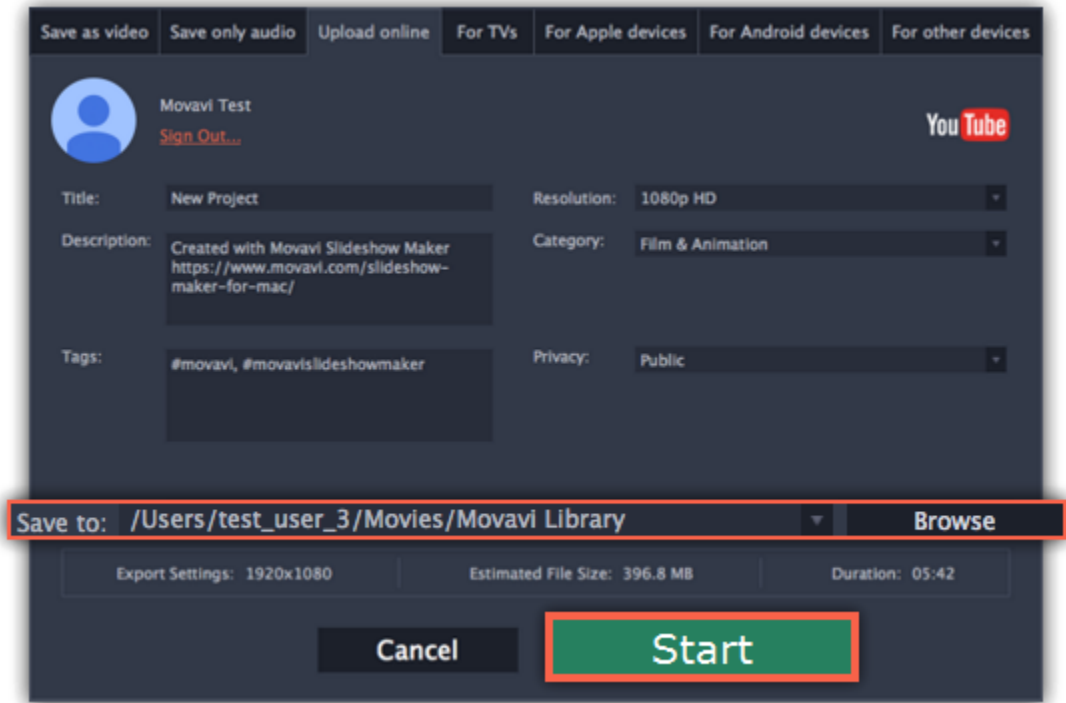 Save as video Save only audio Upload online For TVs For Apple devices For Android devices For other devices
Movavi Test
Sign Out...
YouTube
Title: New Project Resolution: 1080p HD
Description: Created with Movavi Slideshow Maker Category: Film & Animation
https://www.movavi.com/slideshow-
maker-for-mac/
Tags: #movavi, #movavislideshowmaker Privacy: Public
Save to: /Users/test_user_3/Movies/Movavi Library Browse
Export Settings: 1920x1080 Estimated File Size: 396.8 MB Duration: 05:42
Cancel Start